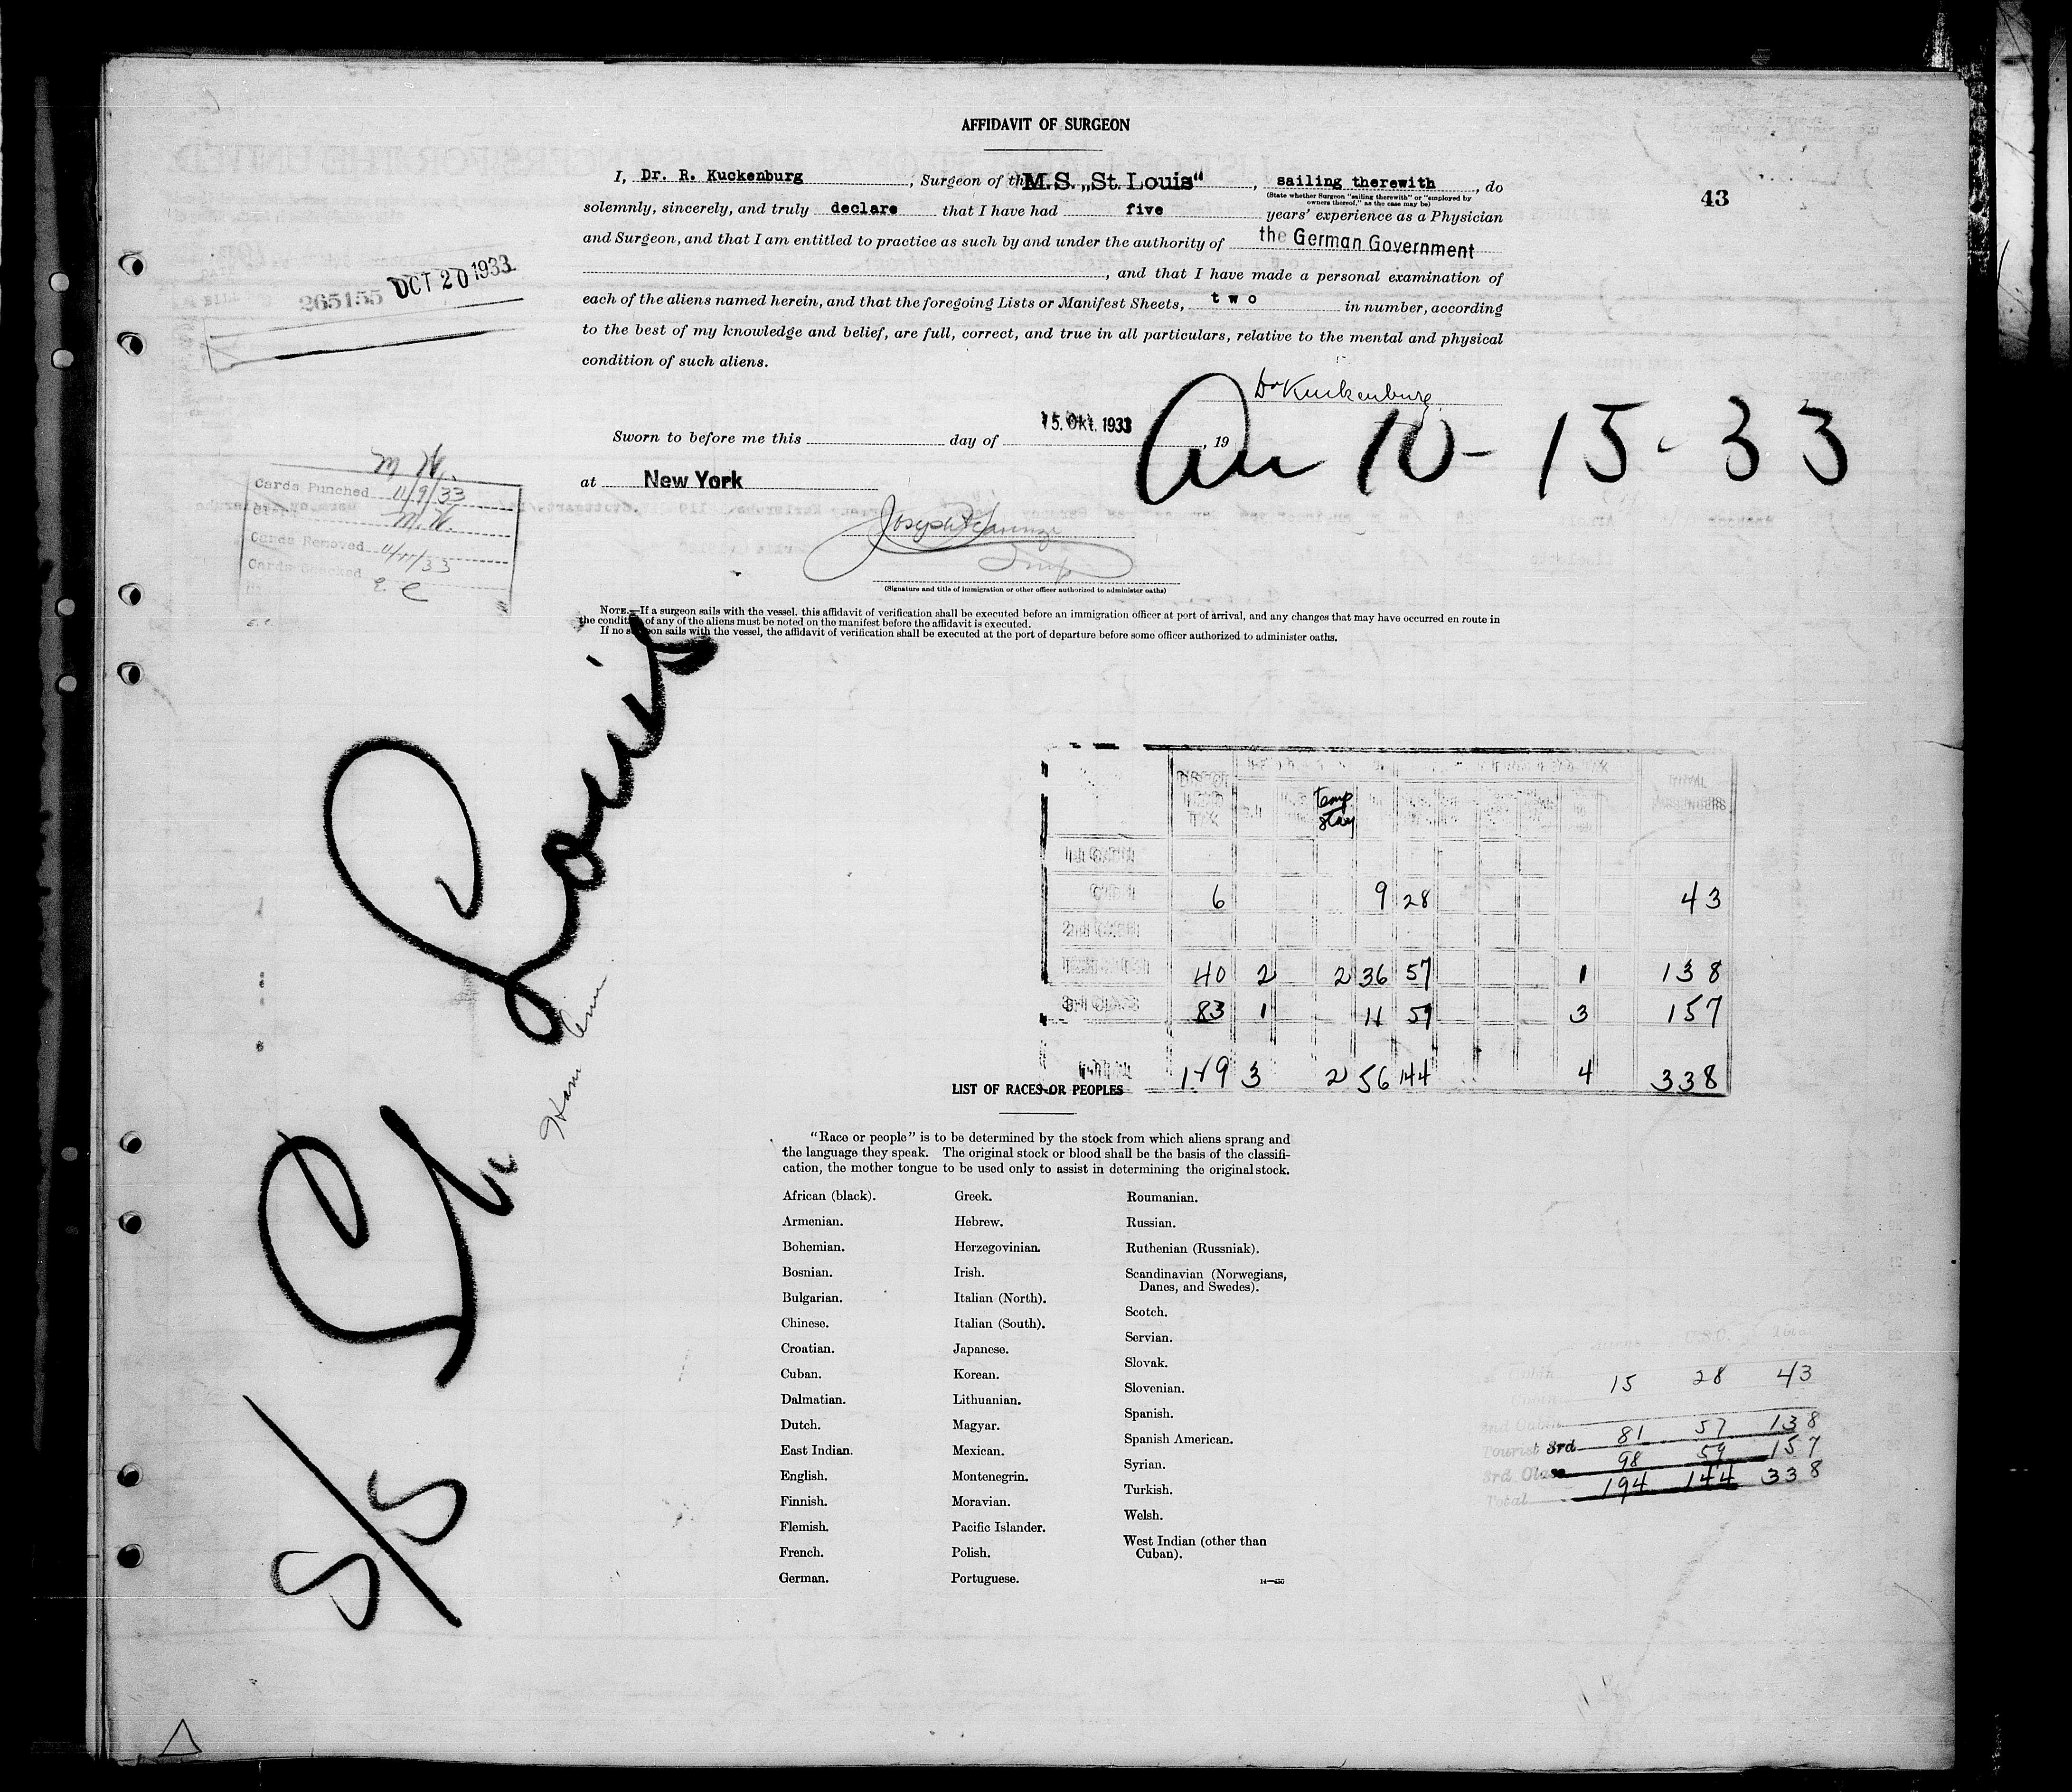 AFFIDAVIT OF SURGEON
43
I, Dr. R. Kuckenburg, Surgeon of the M.S. „St. Louis“, sailing therewith, do
(State whether Surgeon "sailing therewith" or "employed by
owners thereof," as the case may be)
solemnly, sincerely, and truly declare that I have had five years' experience as a Physician
and Surgeon, and that I am entitled to practice as such by and under the authority of the German Government
, and that I have made a personal examination of
each of the aliens named herein, and that the foregoing Lists or Manifest Sheets, two in number, according
to the best of my knowledge and belief, are full, correct, and true in all particulars, relative to the mental and physical
condition of such aliens.
265155 OCT 20 1933
Dr Kuckenburg
Sworn to before me this day of 15. Okt. 1933, 19
10-15-33
at New York
M. W.
Cards Punched 11/9/33
M. W.
Cards Removed
Cards Checked
(Signature and title of immigration or other officer authorized to administer oaths)
NOTE.—If a surgeon sails with the vessel, this affidavit of verification shall be executed before an immigration officer at port of arrival, and any changes that may have occurred en route in
the condition of any of the aliens must be noted on the manifest before the affidavit is executed.
If no surgeon sails with the vessel, the affidavit of verification shall be executed at the port of departure before some officer authorized to administer oaths.
S/S St. Louis
Ham Am
temp
stay
6 9 28 43
40 2 2 36 57 1 138
83 1 11 59 3 157
129 3 2 56 144 4 338
LIST OF RACES OR PEOPLES
"Race or people" is to be determined by the stock from which aliens sprang and
the language they speak. The original stock or blood shall be the basis of the classifi-
cation, the mother tongue to be used only to assist in determining the original stock.
African (black).
Armenian.
Bohemian.
Bosnian.
Bulgarian.
Chinese.
Croatian.
Cuban.
Dalmatian.
Dutch.
East Indian.
English.
Finnish.
Flemish.
French.
German.
Greek.
Hebrew.
Herzegovinian.
Irish.
Italian (North).
Italian (South).
Japanese.
Korean.
Lithuanian.
Magyar.
Mexican.
Montenegrin.
Moravian.
Pacific Islander.
Polish.
Portuguese.
Roumanian.
Russian.
Ruthenian (Russniak).
Scandinavian (Norwegians,
Danes, and Swedes).
Scotch.
Servian.
Slovak.
Slovenian.
Spanish.
Spanish American.
Syrian.
Turkish.
Welsh.
West Indian (other than
Cuban).
14—430
U.S.C. Total
Cabin 15 28 43
2nd Cabin
Tourist 3rd 81 57 138
3rd Class 98 59 157
Total 194 144 338